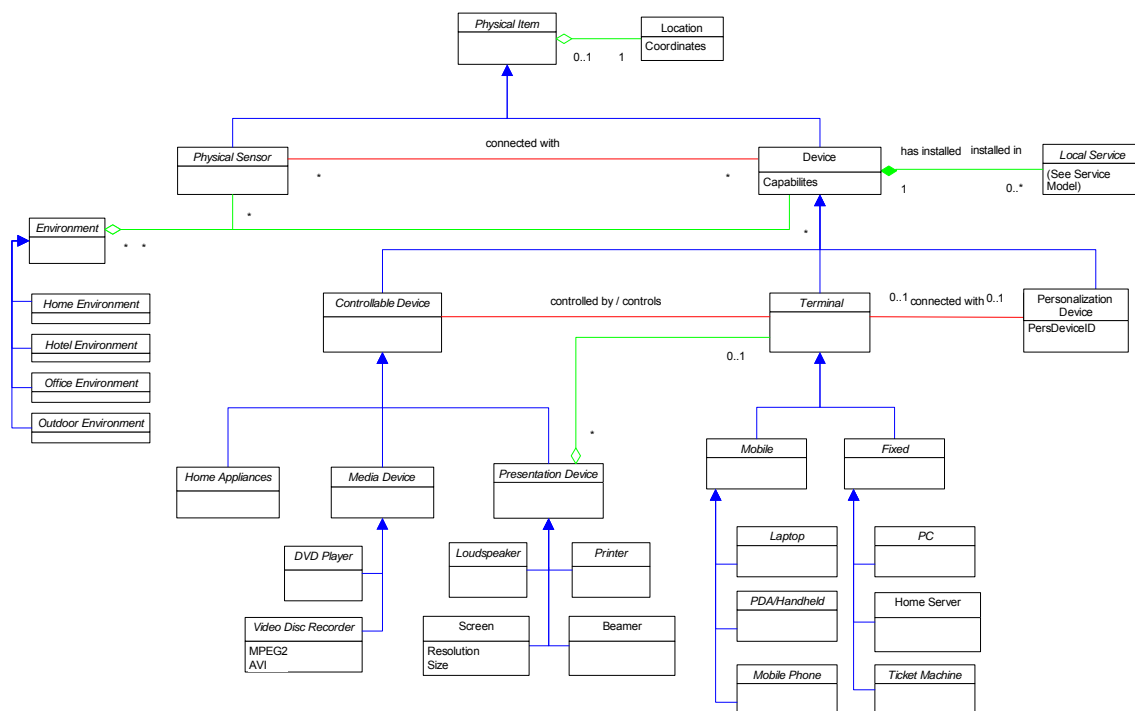 Physical Item
Location
Coordinates
0..1
1
Physical Sensor
connected with
*
*
Device
Capabilites
has installed
installed in
1
0..*
Local Service
(See Service
Model)
Environment
*
*
*
*
Home Environment
Hotel Environment
Office Environment
Outdoor Environment
Controllable Device
controlled by / controls
Terminal
0..1
connected with
0..1
Personalization
Device
PersDeviceID
0..1
*
Home Appliances
Media Device
Presentation Device
Mobile
Fixed
DVD Player
Video Disc Recorder
MPEG2
AVI
Loudspeaker
Printer
Screen
Resolution
Size
Beamer
Laptop
PDA/Handheld
Mobile Phone
PC
Home Server
Ticket Machine